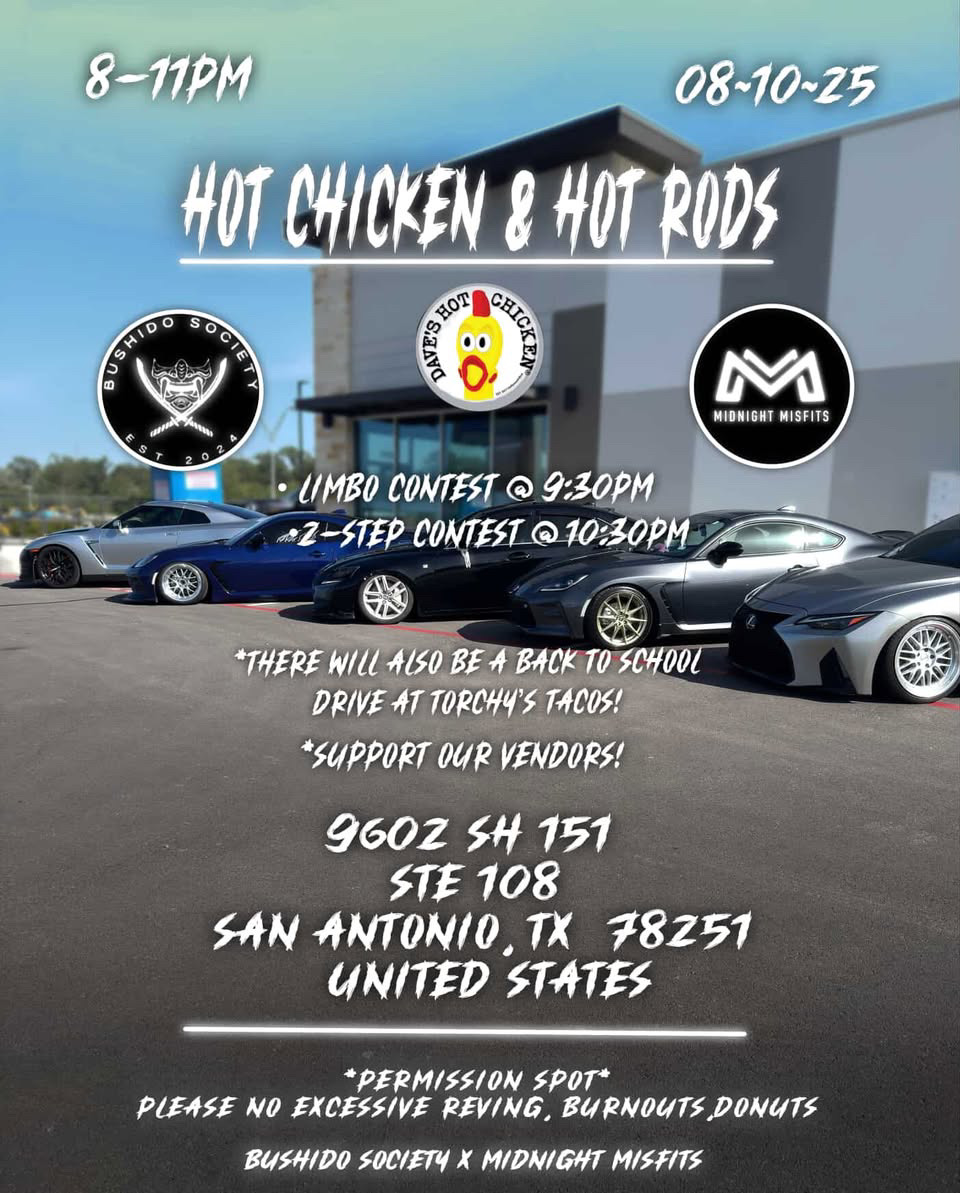 8-11PM
08~10~25
HOT CHICKEN & HOT RODS
BUSHIDO SOCIETY
EST 2024
DAVE'S HOT CHICKEN
MIDNIGHT MISFITS
• LIMBO CONTEST @ 9:30PM
• 2-STEP CONTEST @ 10:30PM
*THERE WILL ALSO BE A BACK TO SCHOOL
DRIVE AT TORCHY'S TACOS!
*SUPPORT OUR VENDORS!
9602 SH 151
STE 108
SAN ANTONIO, TX 78251
UNITED STATES
*PERMISSION SPOT*
PLEASE NO EXCESSIVE REVING, BURNOUTS,DONUTS
BUSHIDO SOCIETY X MIDNIGHT MISFITS